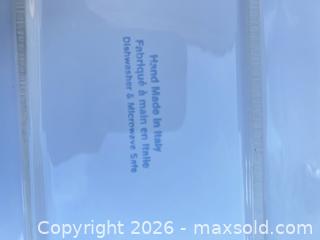 Hand Made in Italy
Fabriqué à main en Italie
Dishwasher & Microwave Safe
Copyright 2026 - maxsold.com